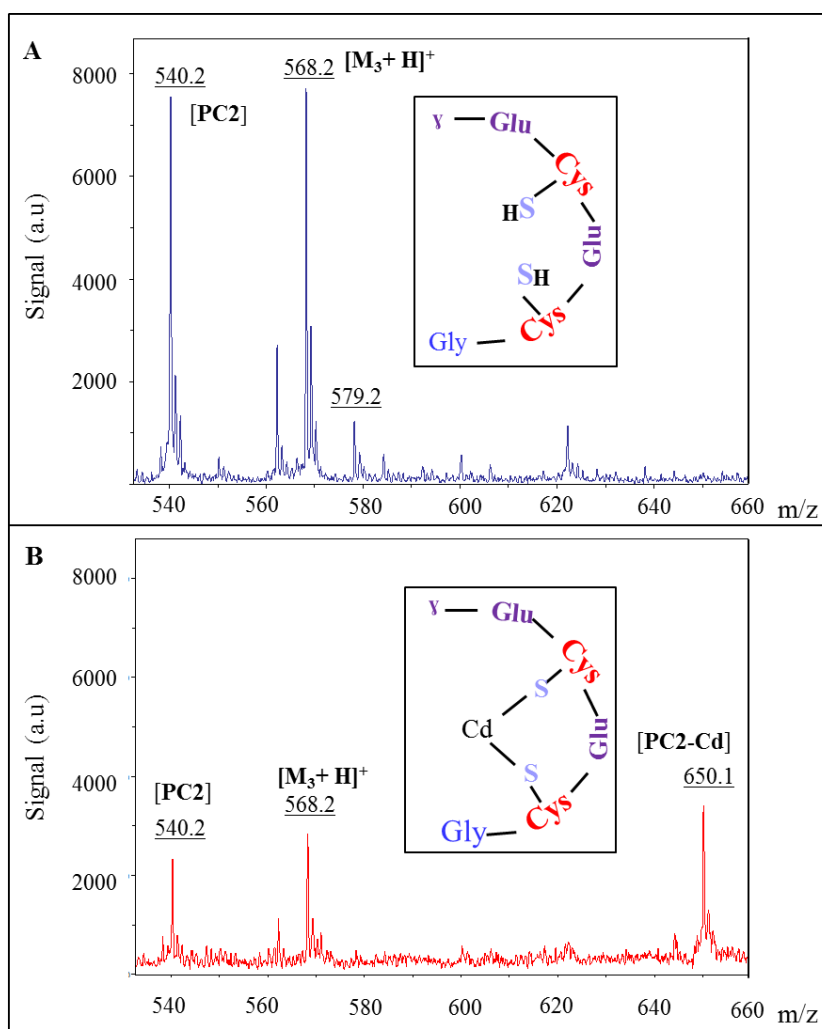 A
8000
6000
4000
2000
Signal (a.u)
540.2
[PC2]
[M₃+ H]⁺
568.2
579.2
ɣ Glu
Cys
HS
Glu
SH
Cys
Gly
540 560 580 600 620 640 660 m/z
B
8000
6000
4000
2000
0
Signal (a.u)
[PC2]
540.2
[M₃+ H]⁺
568.2
[PC2-Cd]
650.1
ɣ Glu
Cys
S
Cd
Glu
S
Cys
Gly
540 560 580 600 620 640 660 m/z